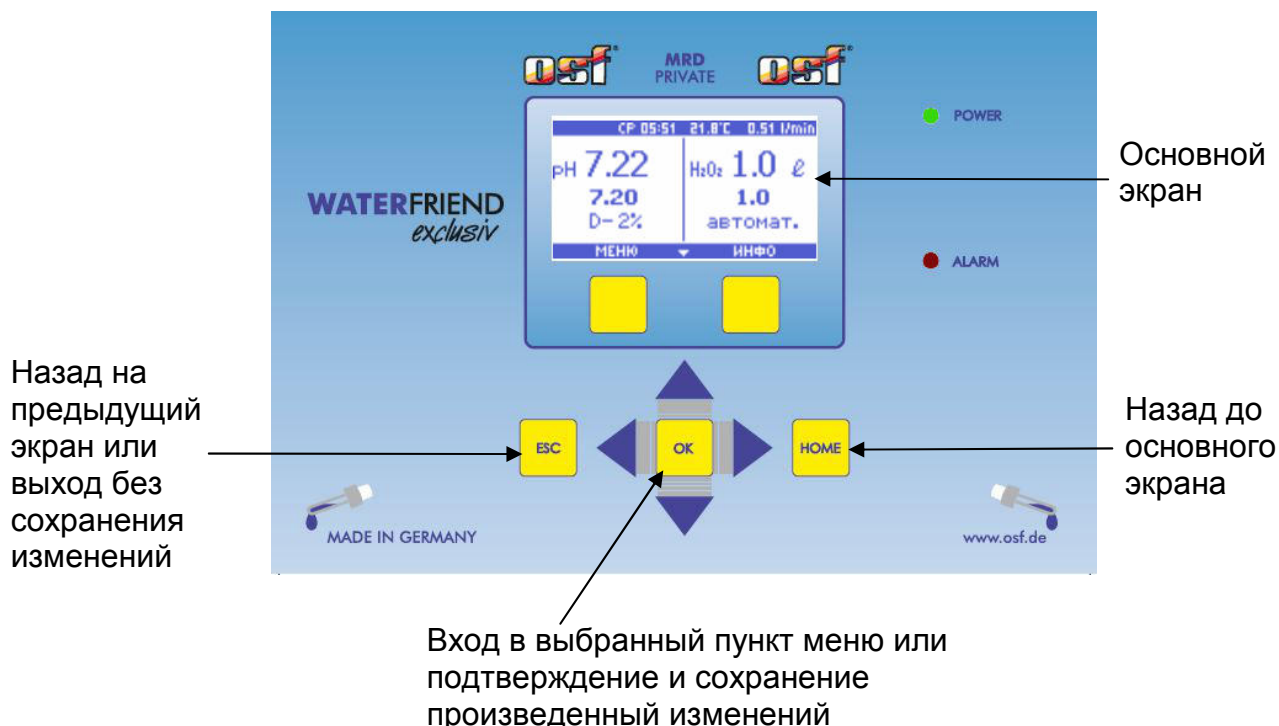 osf MRD osf
PRIVATE
POWER
СР 05:51 21.8°C 0.51 l/min
pH 7.22 H₂O₂ 1.0 ℓ
7.20 1.0
D- 2% автомат.
МЕНЮ ИНФО
Основной
экран
WATERFRIEND
exclusiv
ALARM
Назад на
предыдущий
экран или
выход без
сохранения
изменений
ESC OK HOME
Назад до
основного
экрана
MADE IN GERMANY
www.osf.de
Вход в выбранный пункт меню или
подтверждение и сохранение
произведенный изменений